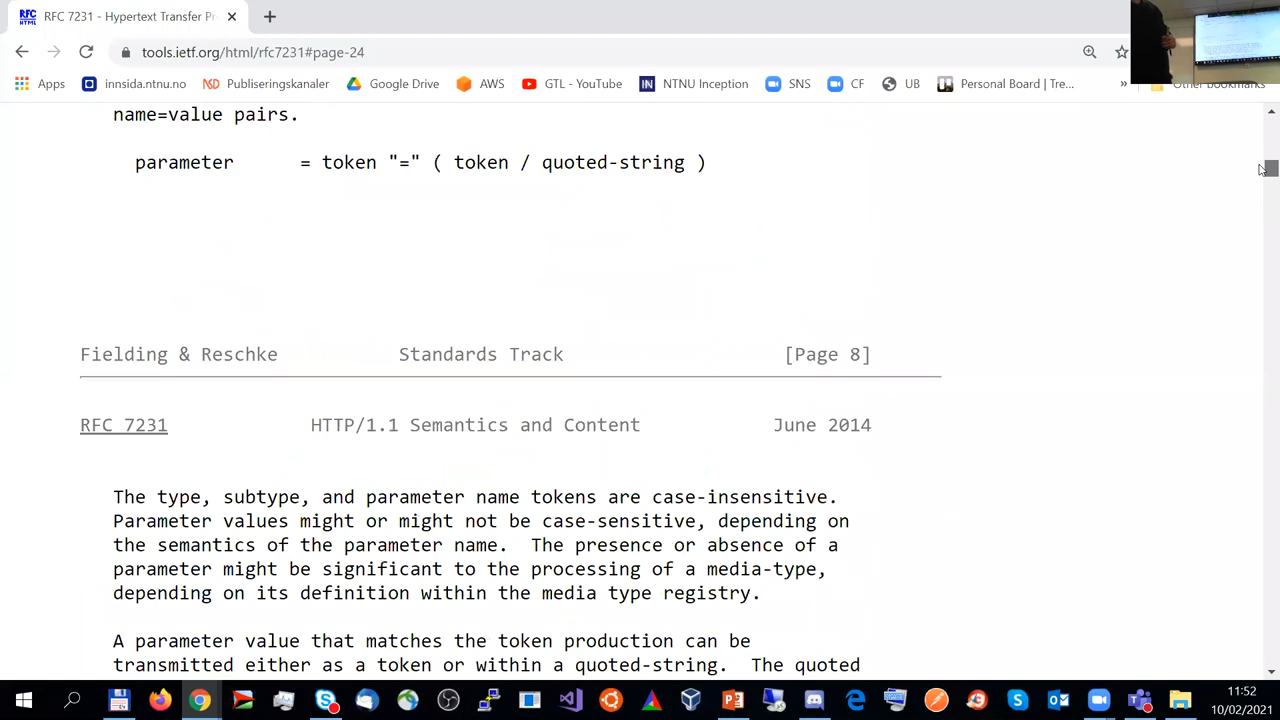 RFC HTML
RFC 7231 - Hypertext Transfer Pr
tools.ietf.org/html/rfc7231#page-24
Apps innsida.ntnu.no Publiseringskanaler Google Drive AWS GTL - YouTube NTNU Inception SNS CF UB Personal Board | Tre... » Other bookmarks
name=value pairs.
parameter = token "=" ( token / quoted-string )
Fielding & Reschke Standards Track [Page 8]
RFC 7231 HTTP/1.1 Semantics and Content June 2014
The type, subtype, and parameter name tokens are case-insensitive.
Parameter values might or might not be case-sensitive, depending on
the semantics of the parameter name. The presence or absence of a
parameter might be significant to the processing of a media-type,
depending on its definition within the media type registry.
A parameter value that matches the token production can be
transmitted either as a token or within a quoted-string. The quoted
11:52
10/02/2021